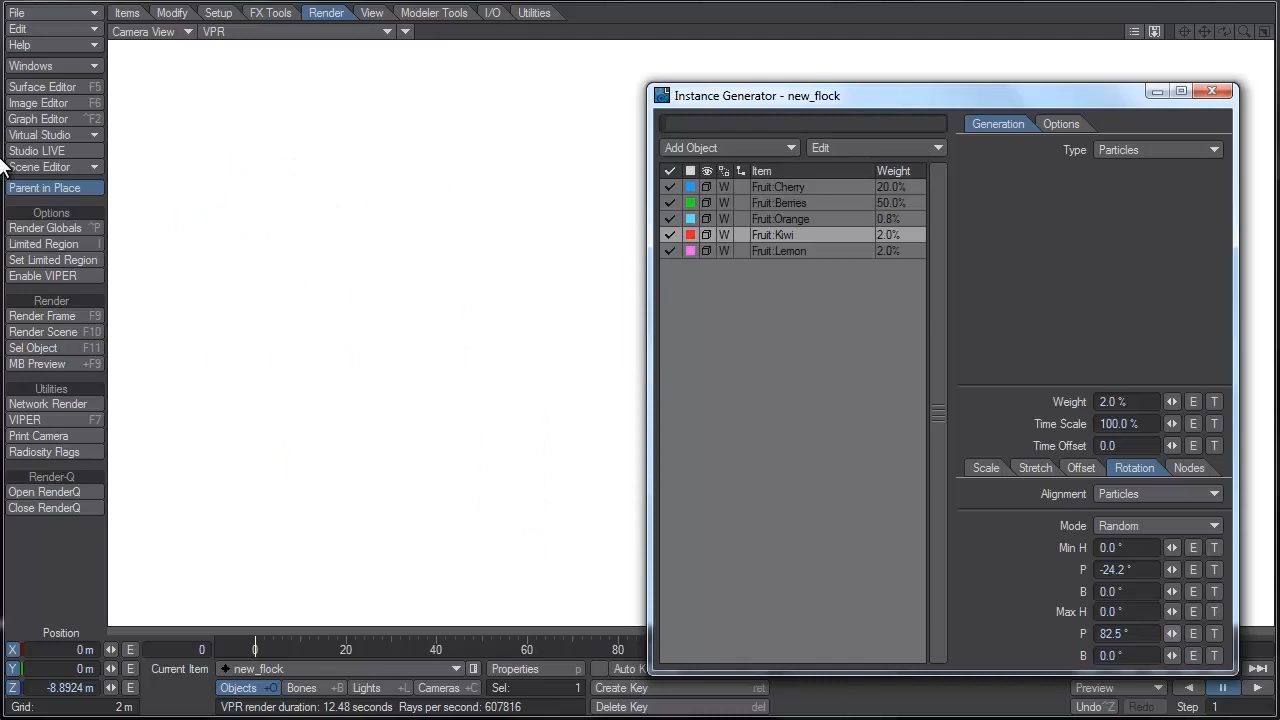 File Items Modify Setup FX Tools Render View Modeler Tools I/O Utilities
Edit Camera View VPR
Help
Windows
Surface Editor F5
Image Editor F6
Graph Editor ^F2
Virtual Studio
Studio LIVE
Scene Editor
Parent in Place
Options
Render Globals ^P
Limited Region l
Set Limited Region
Enable VIPER
Render
Render Frame F9
Render Scene F10
Sel Object F11
MB Preview +F9
Utilities
Network Render
VIPER F7
Print Camera
Radiosity Flags
Render-Q
Open RenderQ
Close RenderQ
Instance Generator - new_flock
Generation Options
Add Object Edit
Type Particles
Item Weight
W Fruit:Cherry 20.0%
W Fruit:Berries 50.0%
W Fruit:Orange 0.8%
W Fruit:Kiwi 2.0%
W Fruit:Lemon 2.0%
Weight 2.0 % E T
Time Scale 100.0 % E T
Time Offset 0.0 E T
Scale Stretch Offset Rotation Nodes
Alignment Particles
Mode Random
Min H 0.0 ° E T
P -24.2 ° E T
B 0.0 ° E T
Max H 0.0 ° E T
P 82.5 ° E T
B 0.0 ° E T
Position
X 0 m E 0 0 20 40 60 80
Y 0 m E Current Item new_flock Properties p Auto K
Z -8.8924 m E Objects +O Bones +B Lights +L Cameras +C Sel: 1 Create Key ret Preview
Grid: 2 m VPR render duration: 12.48 seconds Rays per second: 607816 Delete Key del Undo ^Z Redo Step 1